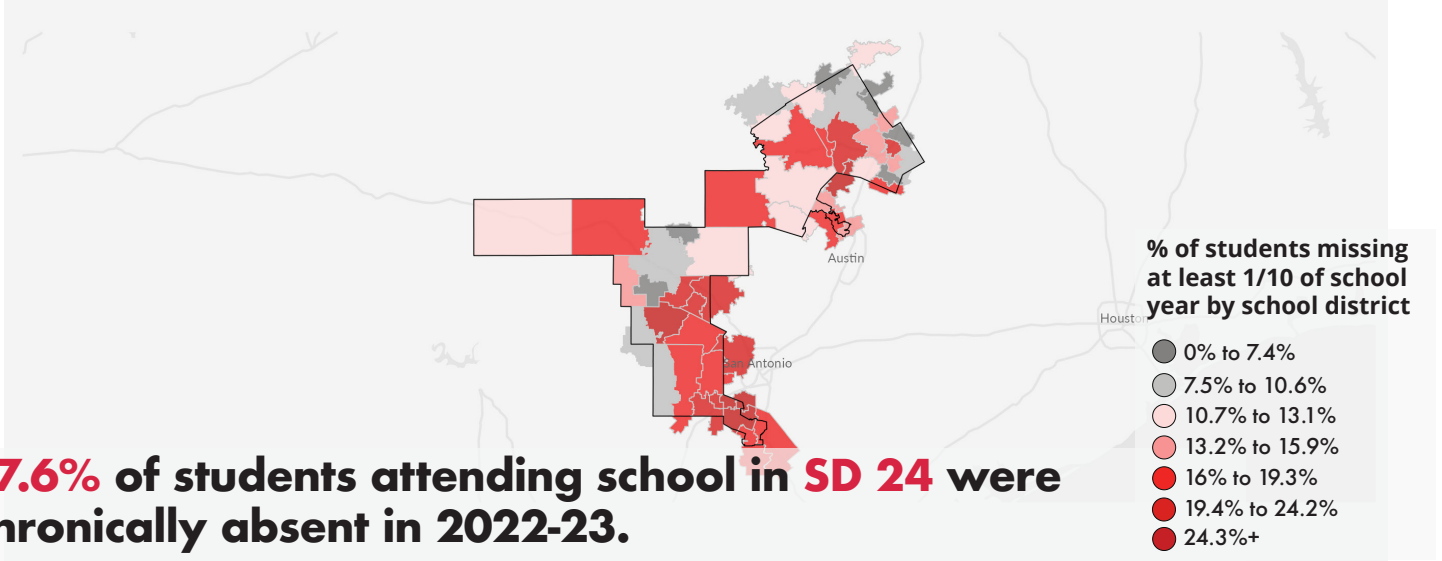 Austin
Houston
San Antonio
% of students missing
at least 1/10 of school
year by school district
0% to 7.4%
7.5% to 10.6%
10.7% to 13.1%
13.2% to 15.9%
16% to 19.3%
19.4% to 24.2%
24.3%+
7.6% of students attending school in SD 24 were
hronically absent in 2022-23.